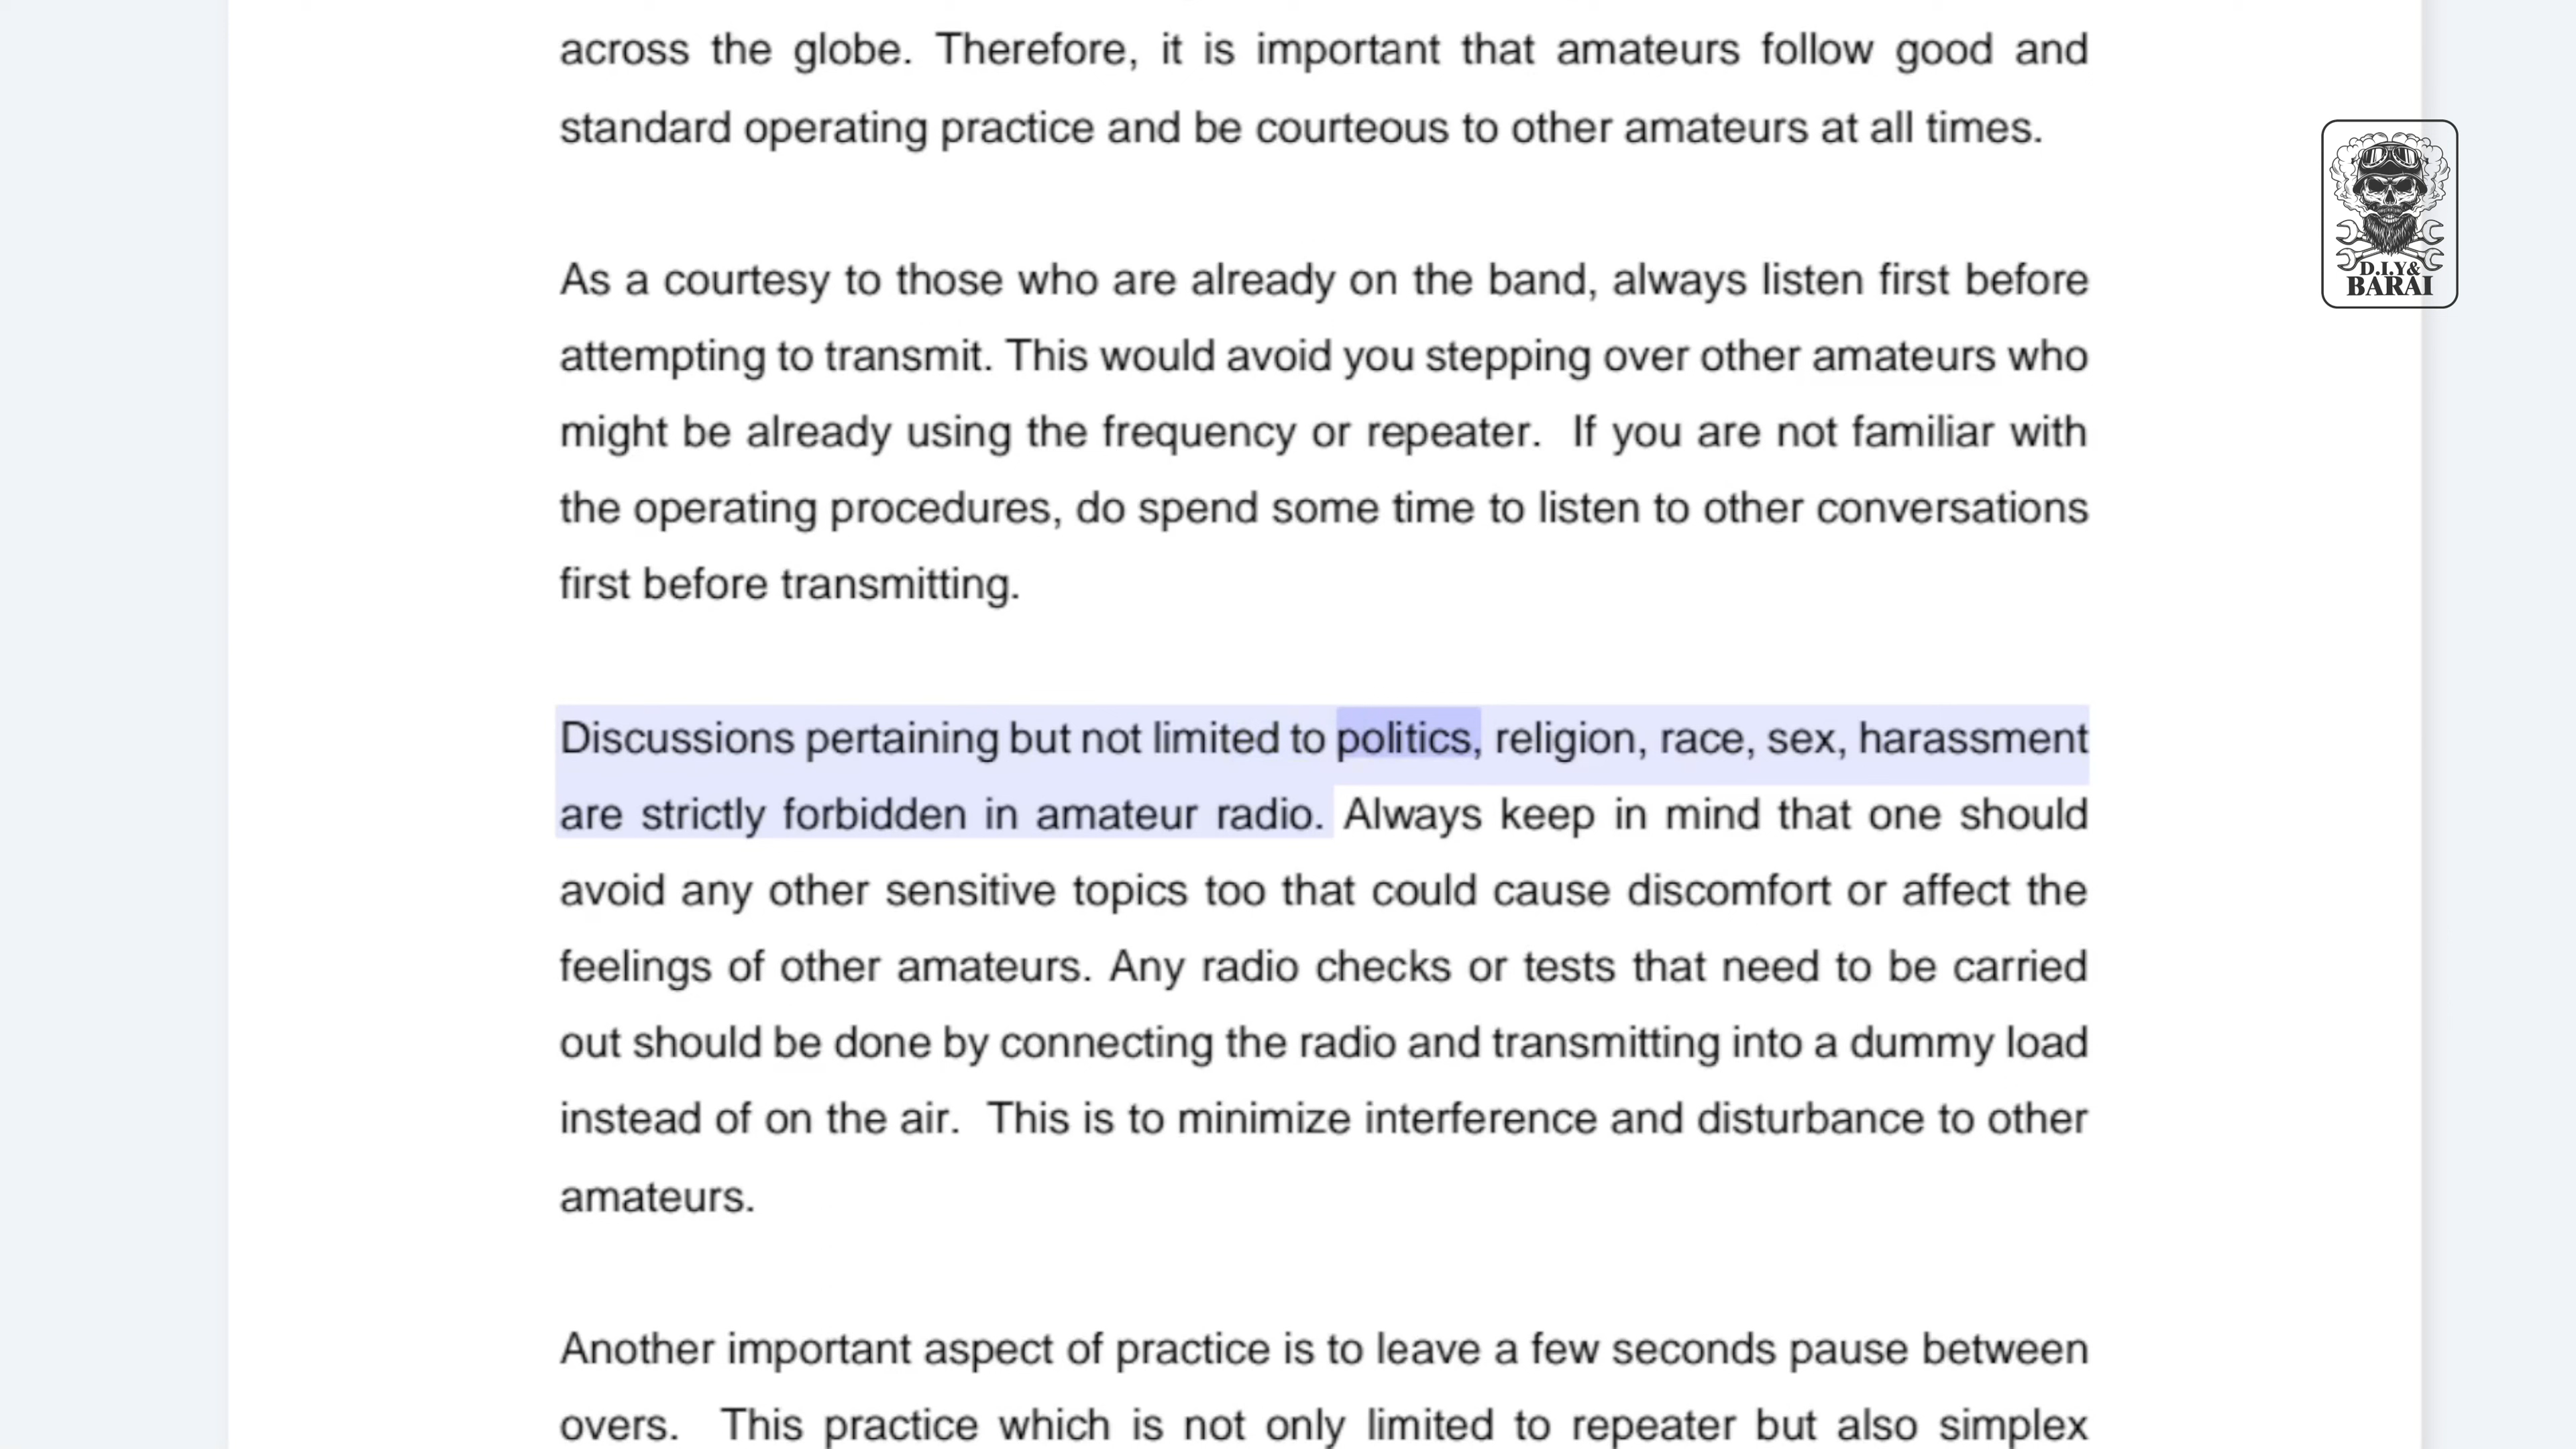 across the globe. Therefore, it is important that amateurs follow good and
standard operating practice and be courteous to other amateurs at all times.
As a courtesy to those who are already on the band, always listen first before
attempting to transmit. This would avoid you stepping over other amateurs who
might be already using the frequency or repeater. If you are not familiar with
the operating procedures, do spend some time to listen to other conversations
first before transmitting.
Discussions pertaining but not limited to politics, religion, race, sex, harassment
are strictly forbidden in amateur radio. Always keep in mind that one should
avoid any other sensitive topics too that could cause discomfort or affect the
feelings of other amateurs. Any radio checks or tests that need to be carried
out should be done by connecting the radio and transmitting into a dummy load
instead of on the air. This is to minimize interference and disturbance to other
amateurs.
Another important aspect of practice is to leave a few seconds pause between
overs. This practice which is not only limited to repeater but also simplex
D.I.Y&
BARAI